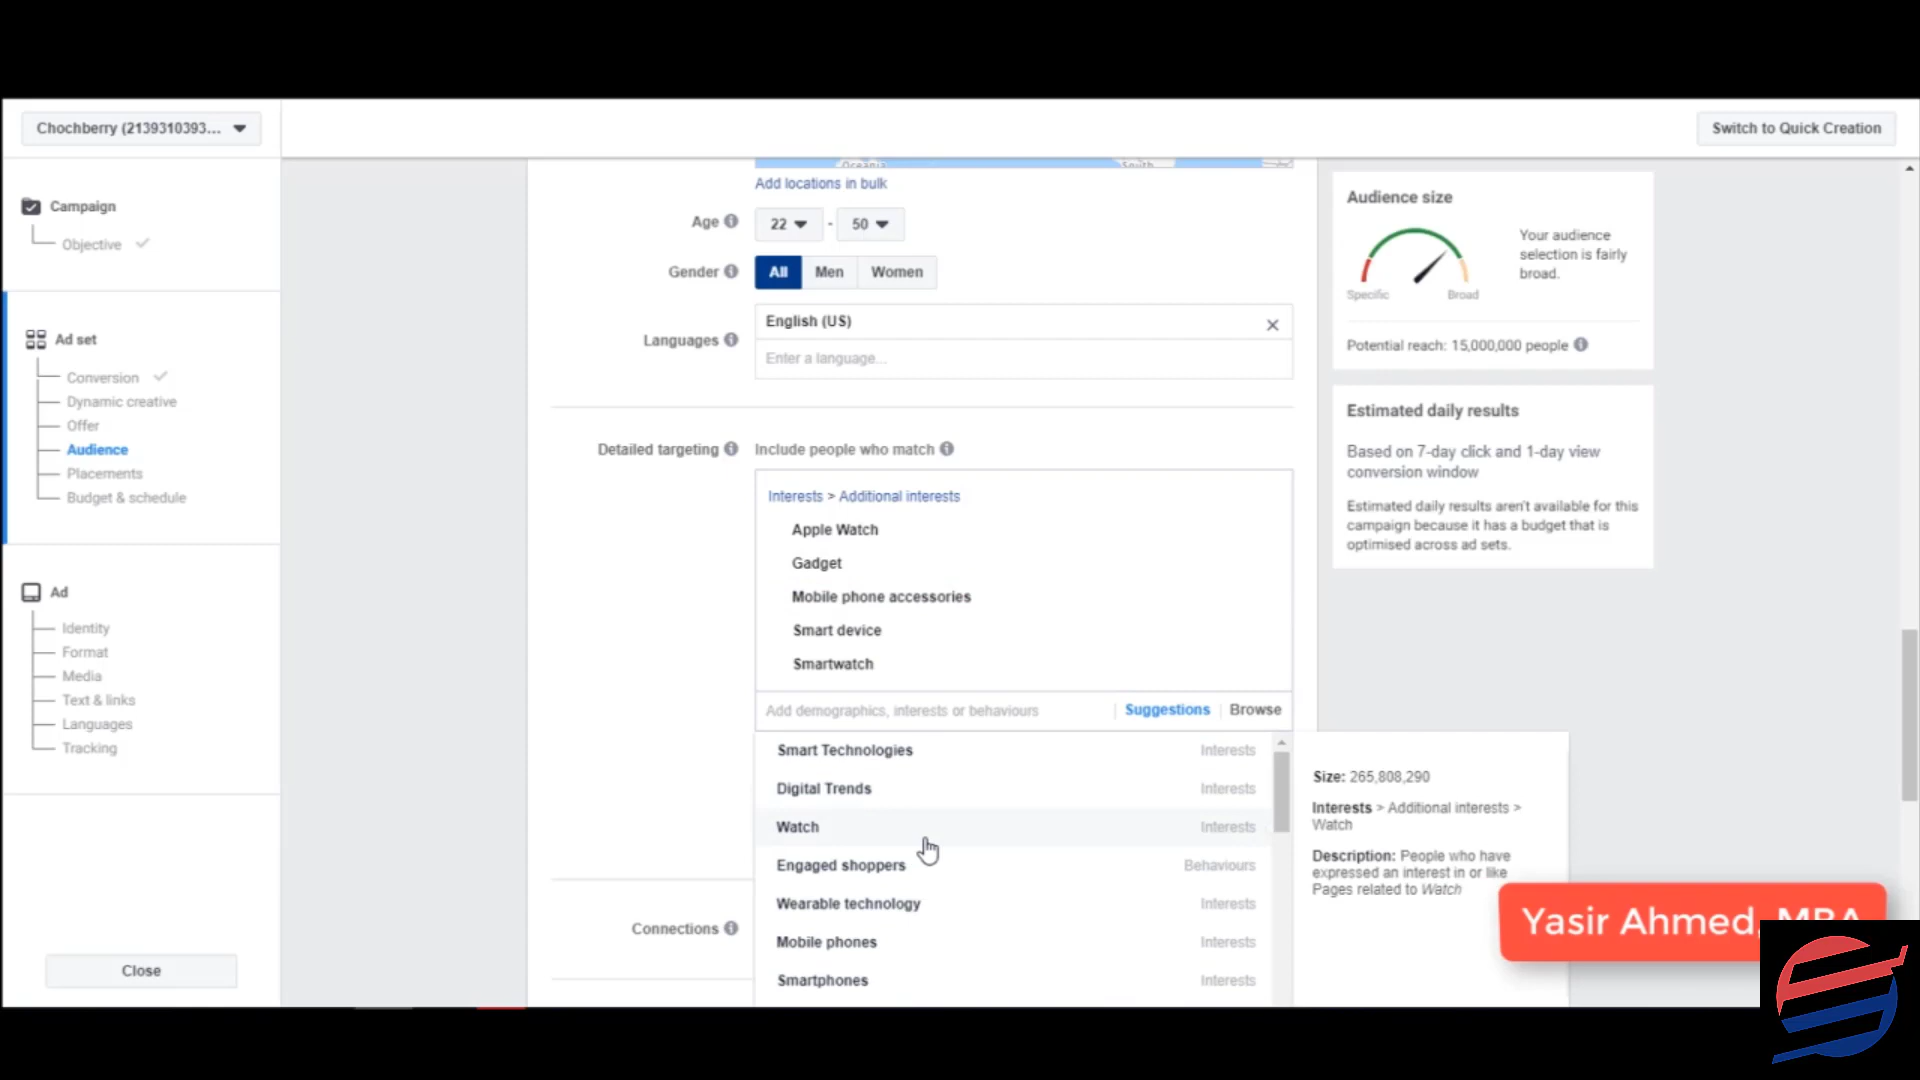 Chochberry (2139310393...
Switch to Quick Creation
Campaign
Objective
Ad set
Conversion
Dynamic creative
Offer
Audience
Placements
Budget & schedule
Ad
Identity
Format
Media
Text & links
Languages
Tracking
Close
Oceania
South
Add locations in bulk
Age
22 - 50
Gender
All Men Women
Languages
English (US)
Enter a language...
Detailed targeting
Include people who match
Interests > Additional interests
Apple Watch
Gadget
Mobile phone accessories
Smart device
Smartwatch
Add demographics, interests or behaviours
Suggestions Browse
Smart Technologies Interests
Digital Trends Interests
Watch Interests
Engaged shoppers Behaviours
Wearable technology Interests
Mobile phones Interests
Smartphones Interests
Connections
Size: 265,808,290
Interests > Additional interests >
Watch
Description: People who have
expressed an interest in or like
Pages related to Watch
Audience size
Your audience
selection is fairly
broad.
Specific
Broad
Potential reach: 15,000,000 people
Estimated daily results
Based on 7-day click and 1-day view
conversion window
Estimated daily results aren't available for this
campaign because it has a budget that is
optimised across ad sets.
Yasir Ahmed, MBA